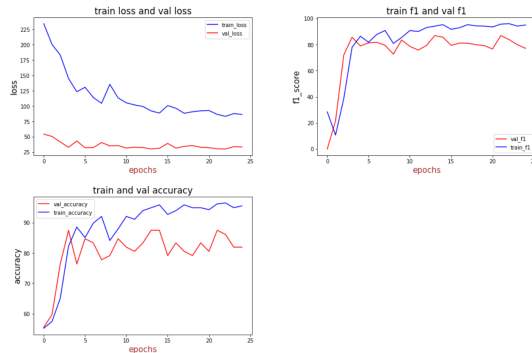 train loss and val loss
train_loss
val_loss
225
200
175
150
125
100
75
50
25
loss
0 5 10 15 20 25
epochs
train f1 and val f1
100
80
60
40
20
0
f1_score
val_f1
train_f1
0 5 10 15 20 25
epochs
train and val accuracy
val_accuracy
train_accuracy
90
80
70
60
accuracy
0 5 10 15 20 25
epochs